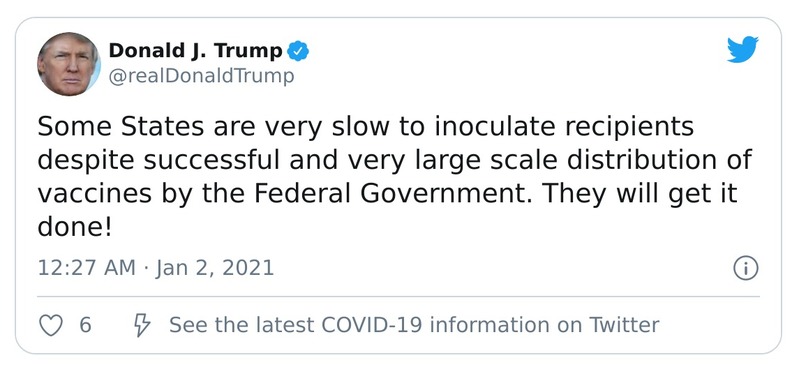 Donald J. Trump
@realDonaldTrump
Some States are very slow to inoculate recipients
despite successful and very large scale distribution of
vaccines by the Federal Government. They will get it
done!
12:27 AM · Jan 2, 2021
6 See the latest COVID-19 information on Twitter